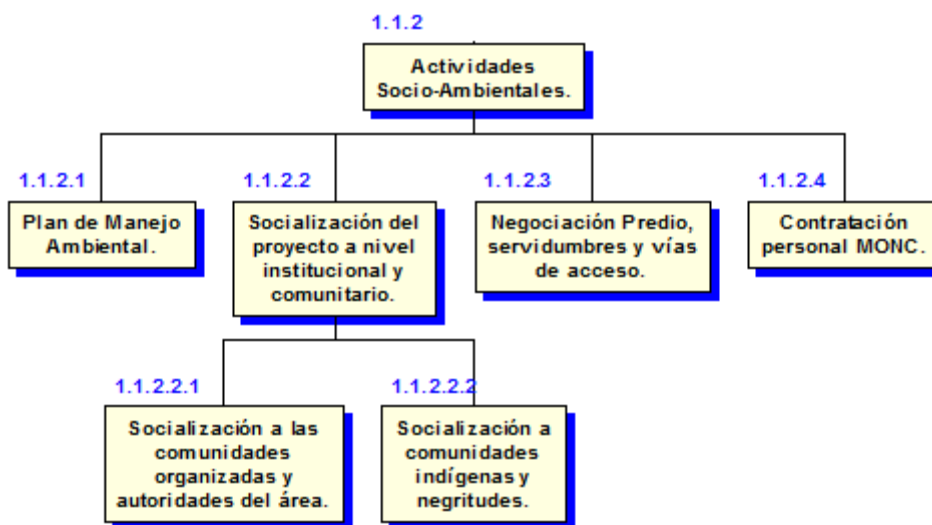 1.1.2
Actividades
Socio-Ambientales.
1.1.2.1
Plan de Manejo
Ambiental.
1.1.2.2
Socialización del
proyecto a nivel
institucional y
comunitario.
1.1.2.3
Negociación Predio,
servidumbres y vías
de acceso.
1.1.2.4
Contratación
personal MONC.
1.1.2.2.1
Socialización a las
comunidades
organizadas y
autoridades del área.
1.1.2.2.2
Socialización a
comunidades
indígenas y
negritudes.